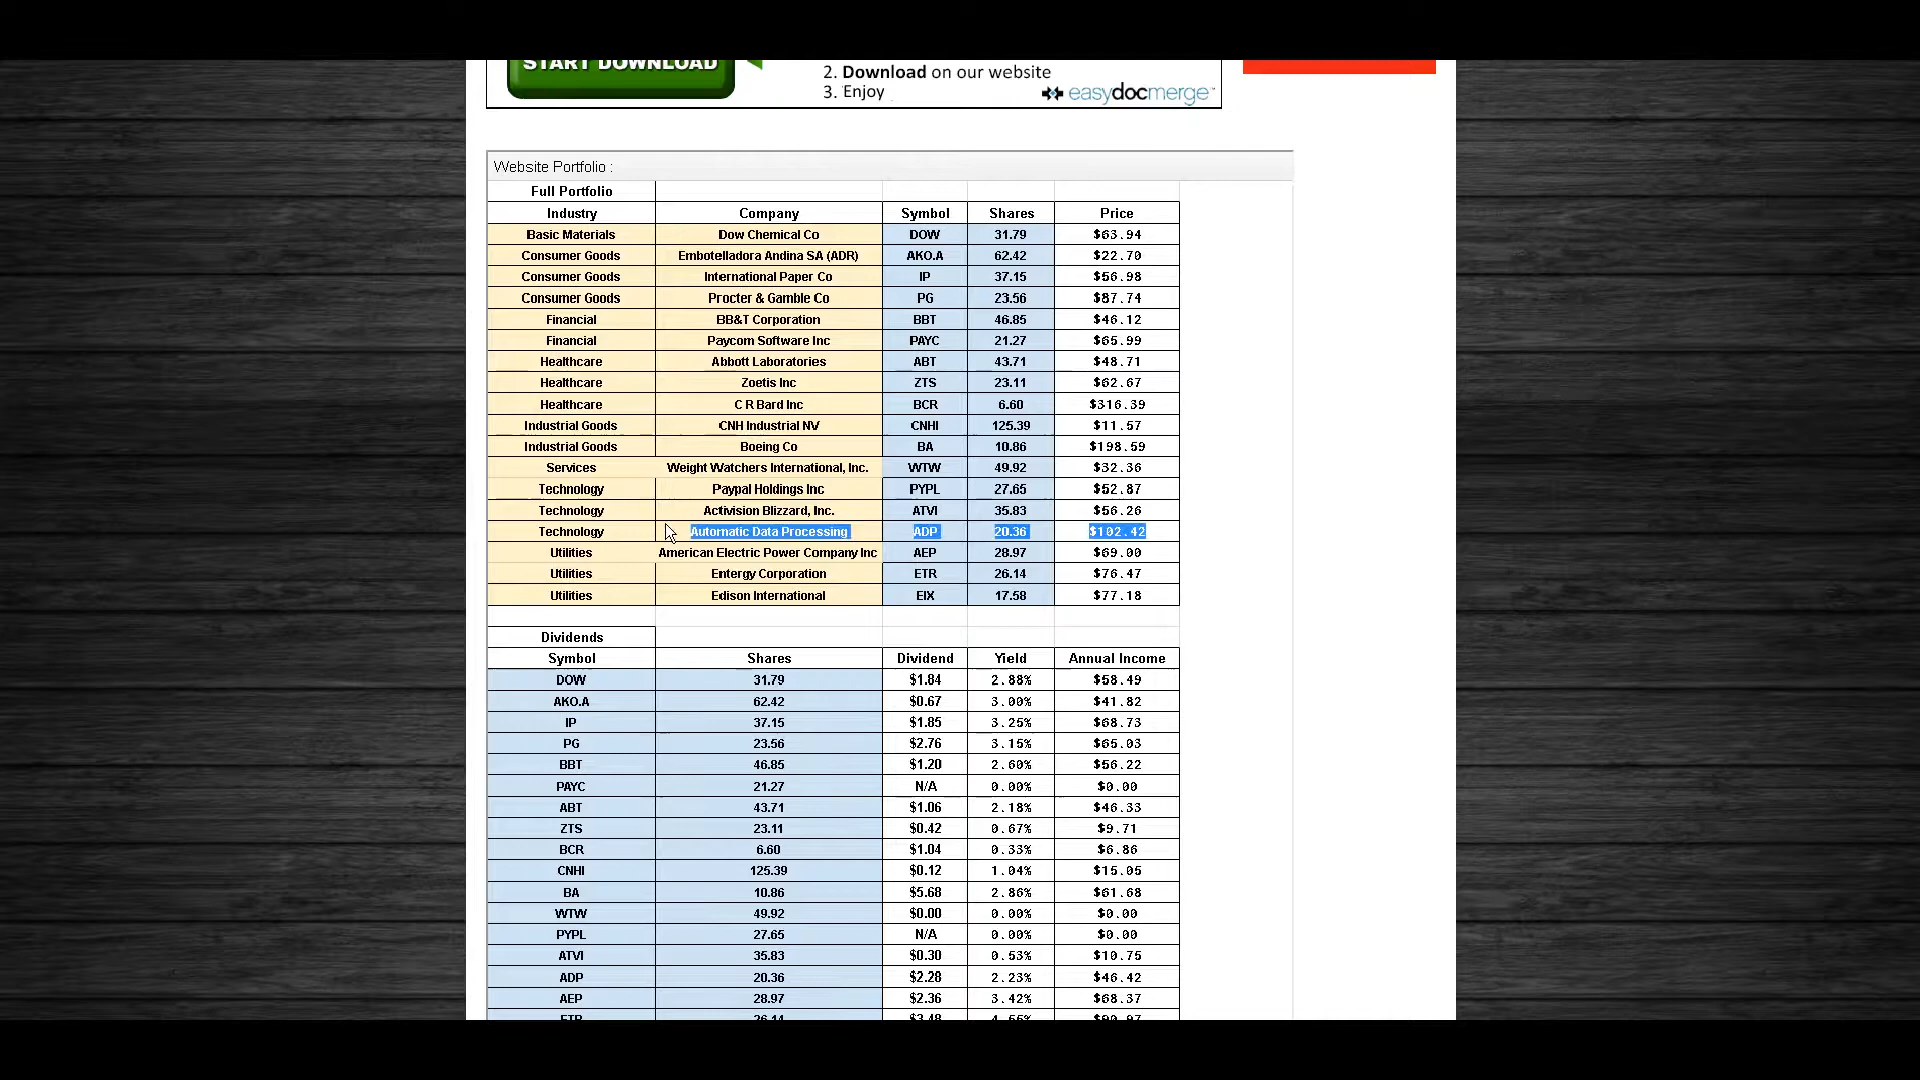 START DOWNLOAD
2. Download on our website
3. Enjoy
easydocmerge™
Website Portfolio :
Full Portfolio
Industry Company Symbol Shares Price
Basic Materials Dow Chemical Co DOW 31.79 $63.94
Consumer Goods Embotelladora Andina SA (ADR) AKO.A 62.42 $22.70
Consumer Goods International Paper Co IP 37.15 $56.98
Consumer Goods Procter & Gamble Co PG 23.56 $87.74
Financial BB&T Corporation BBT 46.85 $46.12
Financial Paycom Software Inc PAYC 21.27 $65.99
Healthcare Abbott Laboratories ABT 43.71 $48.71
Healthcare Zoetis Inc ZTS 23.11 $62.67
Healthcare C R Bard Inc BCR 6.60 $316.39
Industrial Goods CNH Industrial NV CNHI 125.39 $11.57
Industrial Goods Boeing Co BA 10.86 $198.59
Services Weight Watchers International, Inc. WTW 49.92 $32.36
Technology Paypal Holdings Inc PYPL 27.65 $52.87
Technology Activision Blizzard, Inc. ATVI 35.83 $56.26
Technology Automatic Data Processing ADP 20.36 $102.42
Utilities American Electric Power Company Inc AEP 28.97 $69.00
Utilities Entergy Corporation ETR 26.14 $76.47
Utilities Edison International EIX 17.58 $77.18
Dividends
Symbol Shares Dividend Yield Annual Income
DOW 31.79 $1.84 2.88% $58.49
AKO.A 62.42 $0.67 3.00% $41.82
IP 37.15 $1.85 3.25% $68.73
PG 23.56 $2.76 3.15% $65.03
BBT 46.85 $1.20 2.60% $56.22
PAYC 21.27 N/A 0.00% $0.00
ABT 43.71 $1.06 2.18% $46.33
ZTS 23.11 $0.42 0.67% $9.71
BCR 6.60 $1.04 0.33% $6.86
CNHI 125.39 $0.12 1.04% $15.05
BA 10.86 $5.68 2.86% $61.68
WTW 49.92 $0.00 0.00% $0.00
PYPL 27.65 N/A 0.00% $0.00
ATVI 35.83 $0.30 0.53% $10.75
ADP 20.36 $2.28 2.23% $46.42
AEP 28.97 $2.36 3.42% $68.37
ETR 26.14 $3.48